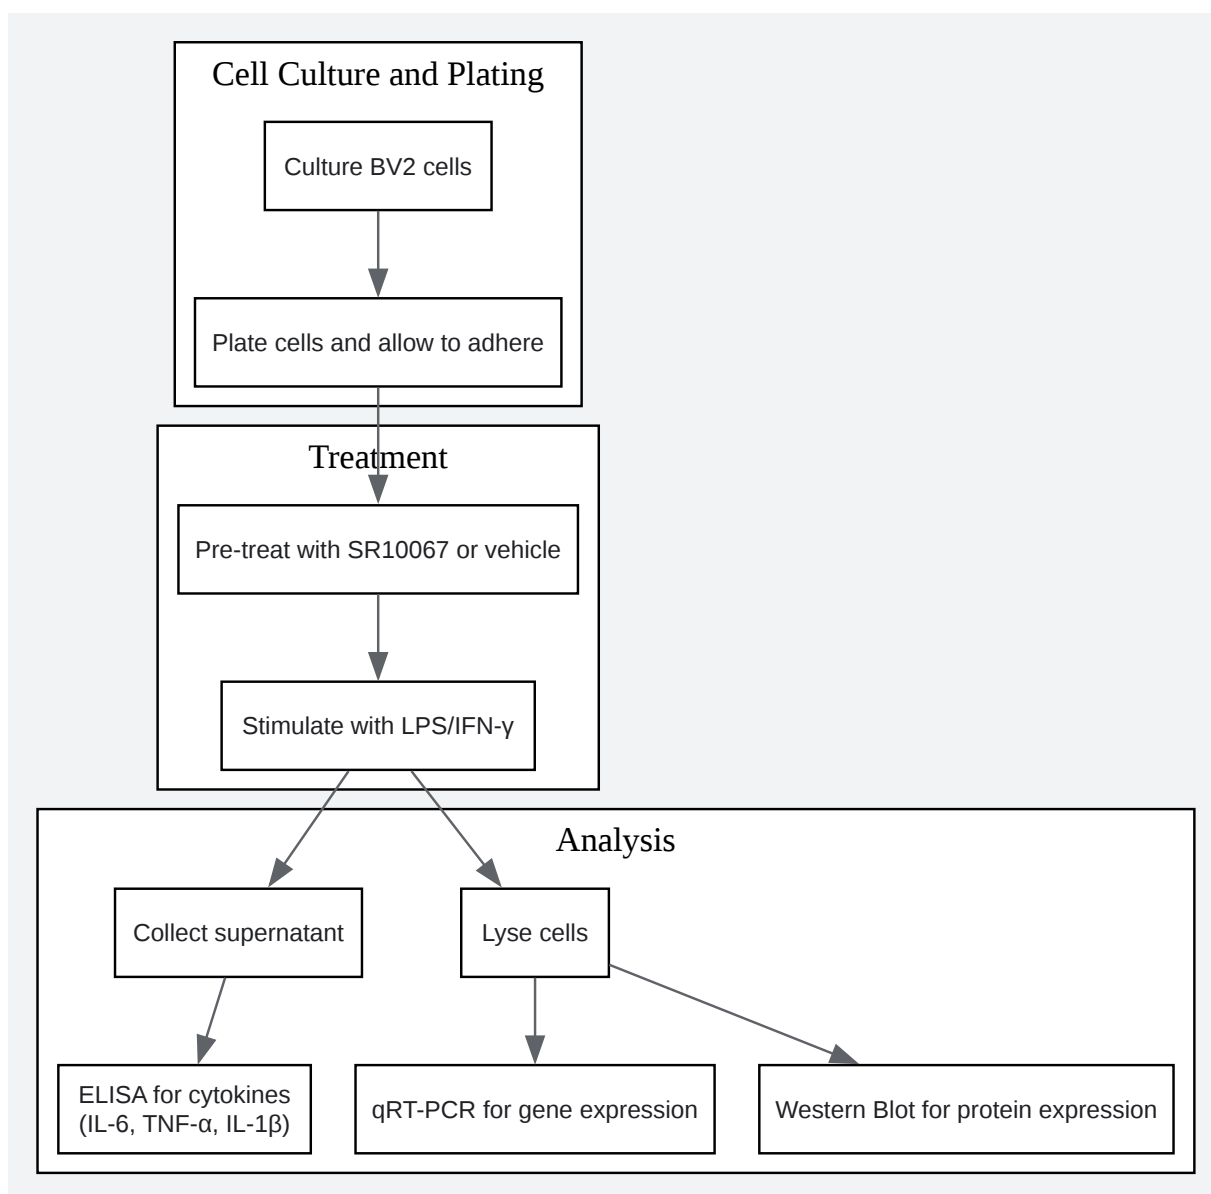 Cell Culture and Plating
Culture BV2 cells
Plate cells and allow to adhere
Treatment
Pre-treat with SR10067 or vehicle
Stimulate with LPS/IFN-γ
Analysis
Collect supernatant
Lyse cells
ELISA for cytokines
(IL-6, TNF-α, IL-1β)
qRT-PCR for gene expression
Western Blot for protein expression